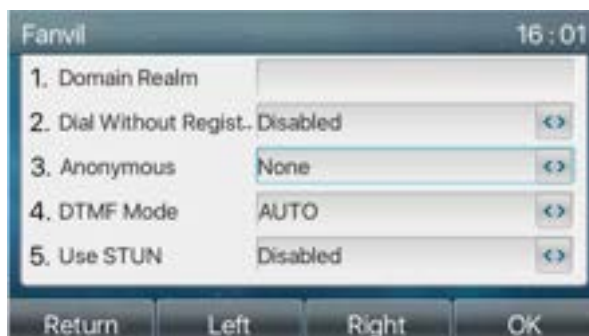 Fanvil 16:01
1. Domain Realm
2. Dial Without Regist.. Disabled
3. Anonymous None
4. DTMF Mode AUTO
5. Use STUN Disabled
Return Left Right OK